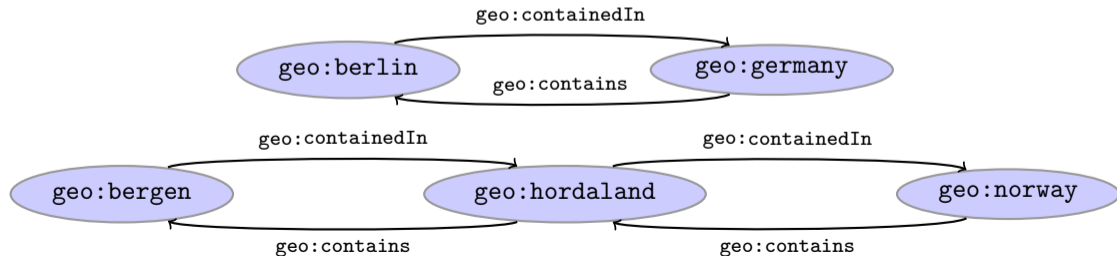 geo:containedIn
geo:berlin geo:germany
geo:contains
geo:containedIn geo:containedIn
geo:bergen geo:hordaland geo:norway
geo:contains geo:contains